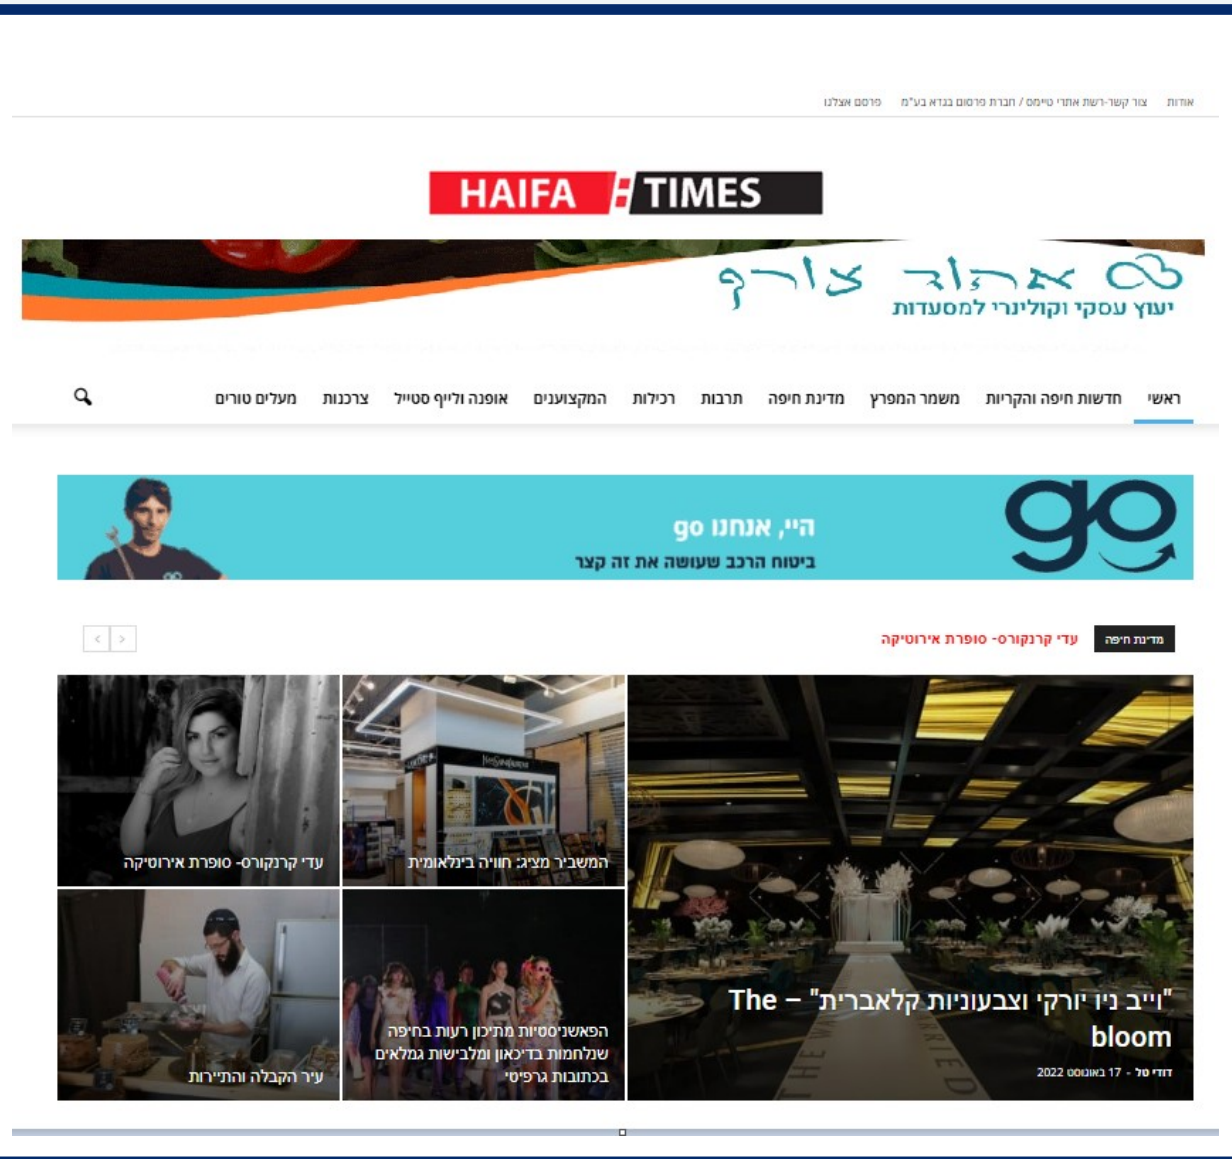 אודות צור קשר-רשת אתרי טיימס / חברת פרסום בגדא בע"מ פרסם אצלנו
HAIFA TIMES
אהוד צורף
יעוץ עסקי וקולינרי למסעדות
ראשי חדשות חיפה והקריות משמר המפרץ מדינת חיפה תרבות רכילות המקצוענים אופנה ולייף סטייל צרכנות מעלים טורים
go
היי, אנחנו go
ביטוח הרכב שעושה את זה קצר
מדינת חיפה עדי קרנקורס- סופרת אירוטיקה
YVES SAINT LAURENT
"וייב ניו יורקי וצבעוניות קלאברית" – The
bloom
דודי טל - 17 באוגוסט 2022
המשביר מציג: חוויה בינלאומית
עדי קרנקורס- סופרת אירוטיקה
הפאשניסטיות מתיכון רעות בחיפה
שנלחמות בדיכאון ומלבישות גמלאים
בכתובות גרפיטי
עיר הקבלה והתיירות